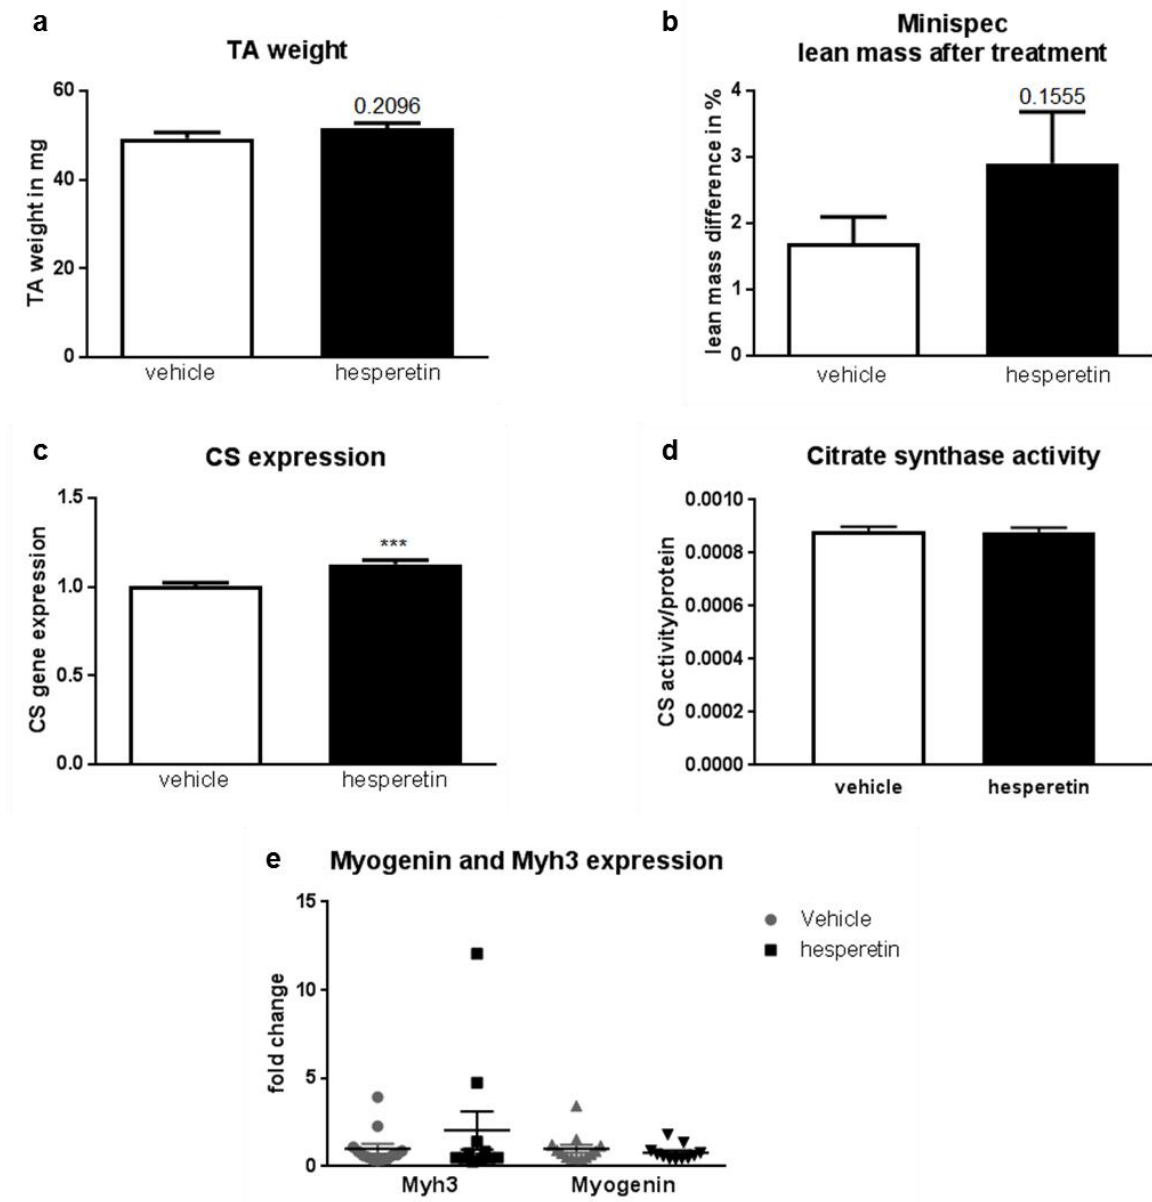 a
TA weight
TA weight in mg
60
40
20
0
0.2096
vehicle
hesperetin
b
Minispec
lean mass after treatment
lean mass difference in %
4
3
2
1
0
0.1555
vehicle
hesperetin
c
CS expression
CS gene expression
1.5
1.0
0.5
0.0
***
vehicle
hesperetin
d
Citrate synthase activity
CS activity/protein
0.0010
0.0008
0.0006
0.0004
0.0002
0.0000
vehicle
hesperetin
e
Myogenin and Myh3 expression
fold change
15
10
5
0
Myh3
Myogenin
Vehicle
hesperetin